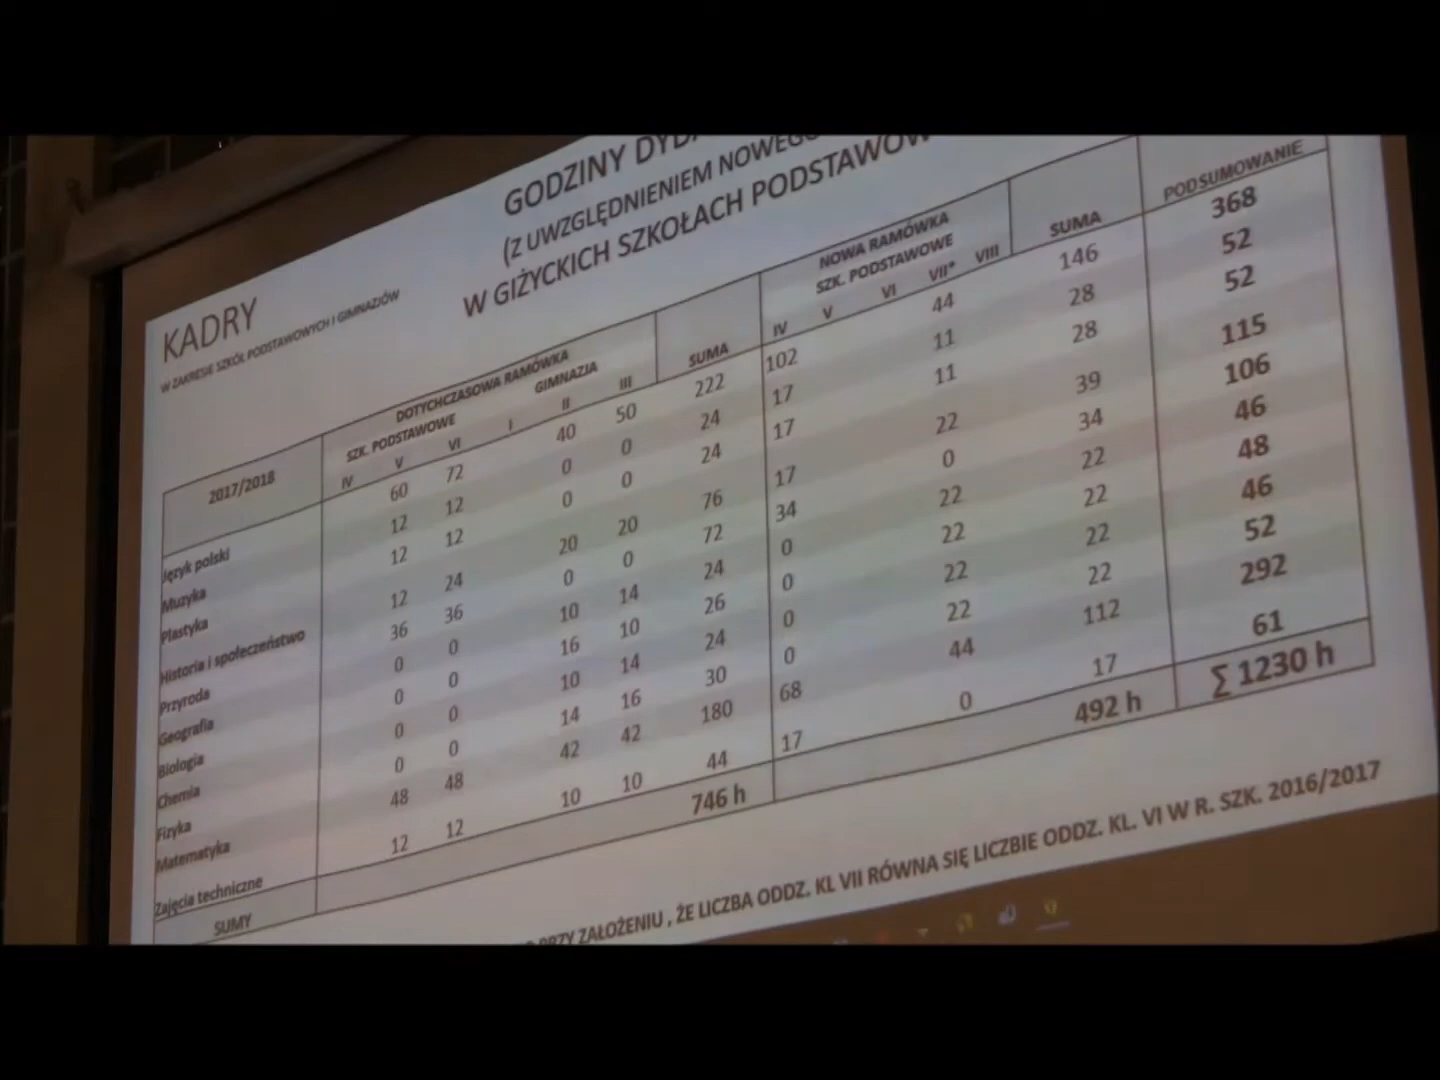 GODZINY
(Z UWZGLĘDNIENIEM NOWEGO
W GIŻYCKICH SZKOŁACH
KADRY
W ZAKRESIE SZKÓŁ PODSTAWOWYCH I GIMNAZJÓW
2017/2018 DOTYCHCZASOWA RAMÓWKA SUMA NOWA RAMÓWKA SUMA PODSUMOWANIE
SZK. PODSTAWOWE GIMNAZJA SZK. PODSTAWOWE
IV V VI I II III IV V VI VII* VIII
Język polski 60 72 40 50 222 102 44 146 368
Muzyka 12 12 0 0 24 17 11 28 52
Plastyka 12 12 0 0 24 17 11 28 52
Historia i społeczeństwo 12 24 20 20 76 17 22 39 115
Przyroda 36 36 0 0 72 34 0 34 106
Geografia 0 0 10 14 24 0 22 22 46
Biologia 0 0 16 10 26 0 22 22 48
Chemia 0 0 10 14 24 0 22 22 46
Fizyka 0 0 14 16 30 0 22 22 52
Matematyka 48 48 42 42 180 68 44 112 292
Zajęcia techniczne 12 12 10 10 44 17 0 17 61
SUMY 746 h 492 h ∑ 1230 h
PRZY ZAŁOŻENIU , ŻE LICZBA ODDZ. KL VII RÓWNA SIĘ LICZBIE ODDZ. KL. VI W R. SZK. 2016/2017